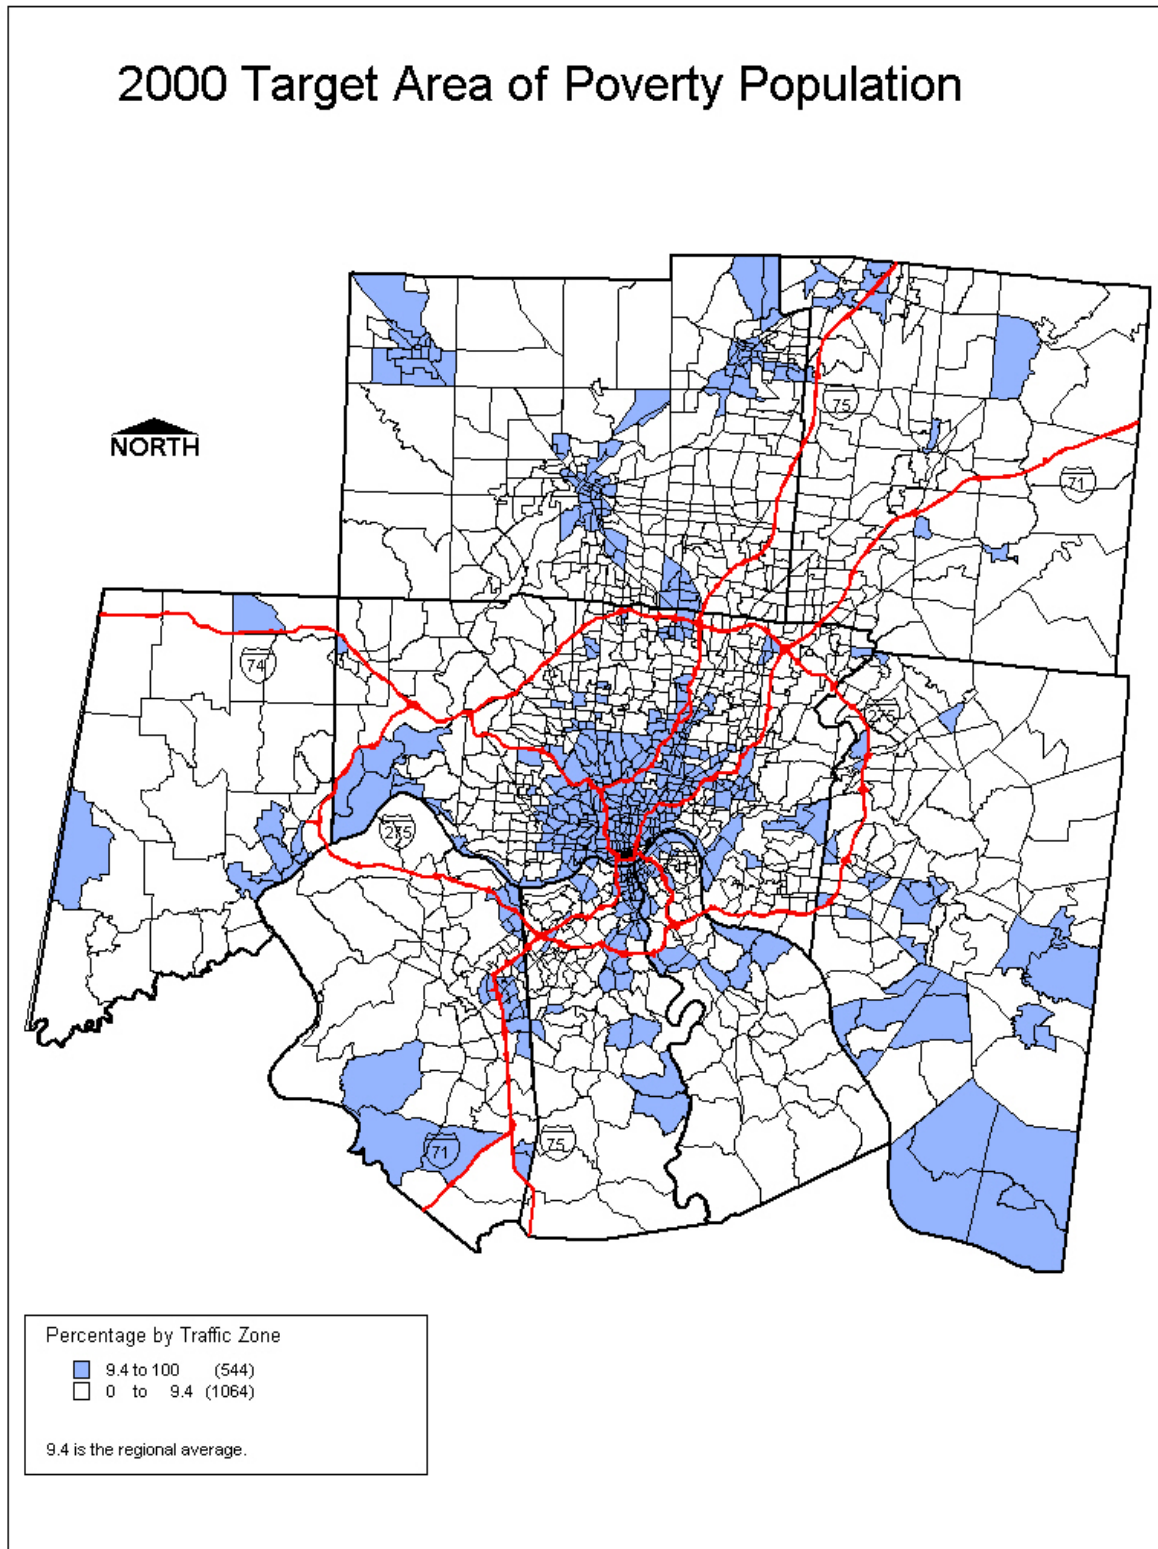 2000 Target Area of Poverty Population
75
NORTH
71
74
275
275
71
75
Percentage by Traffic Zone
9.4 to 100 (544)
0 to 9.4 (1064)
9.4 is the regional average.